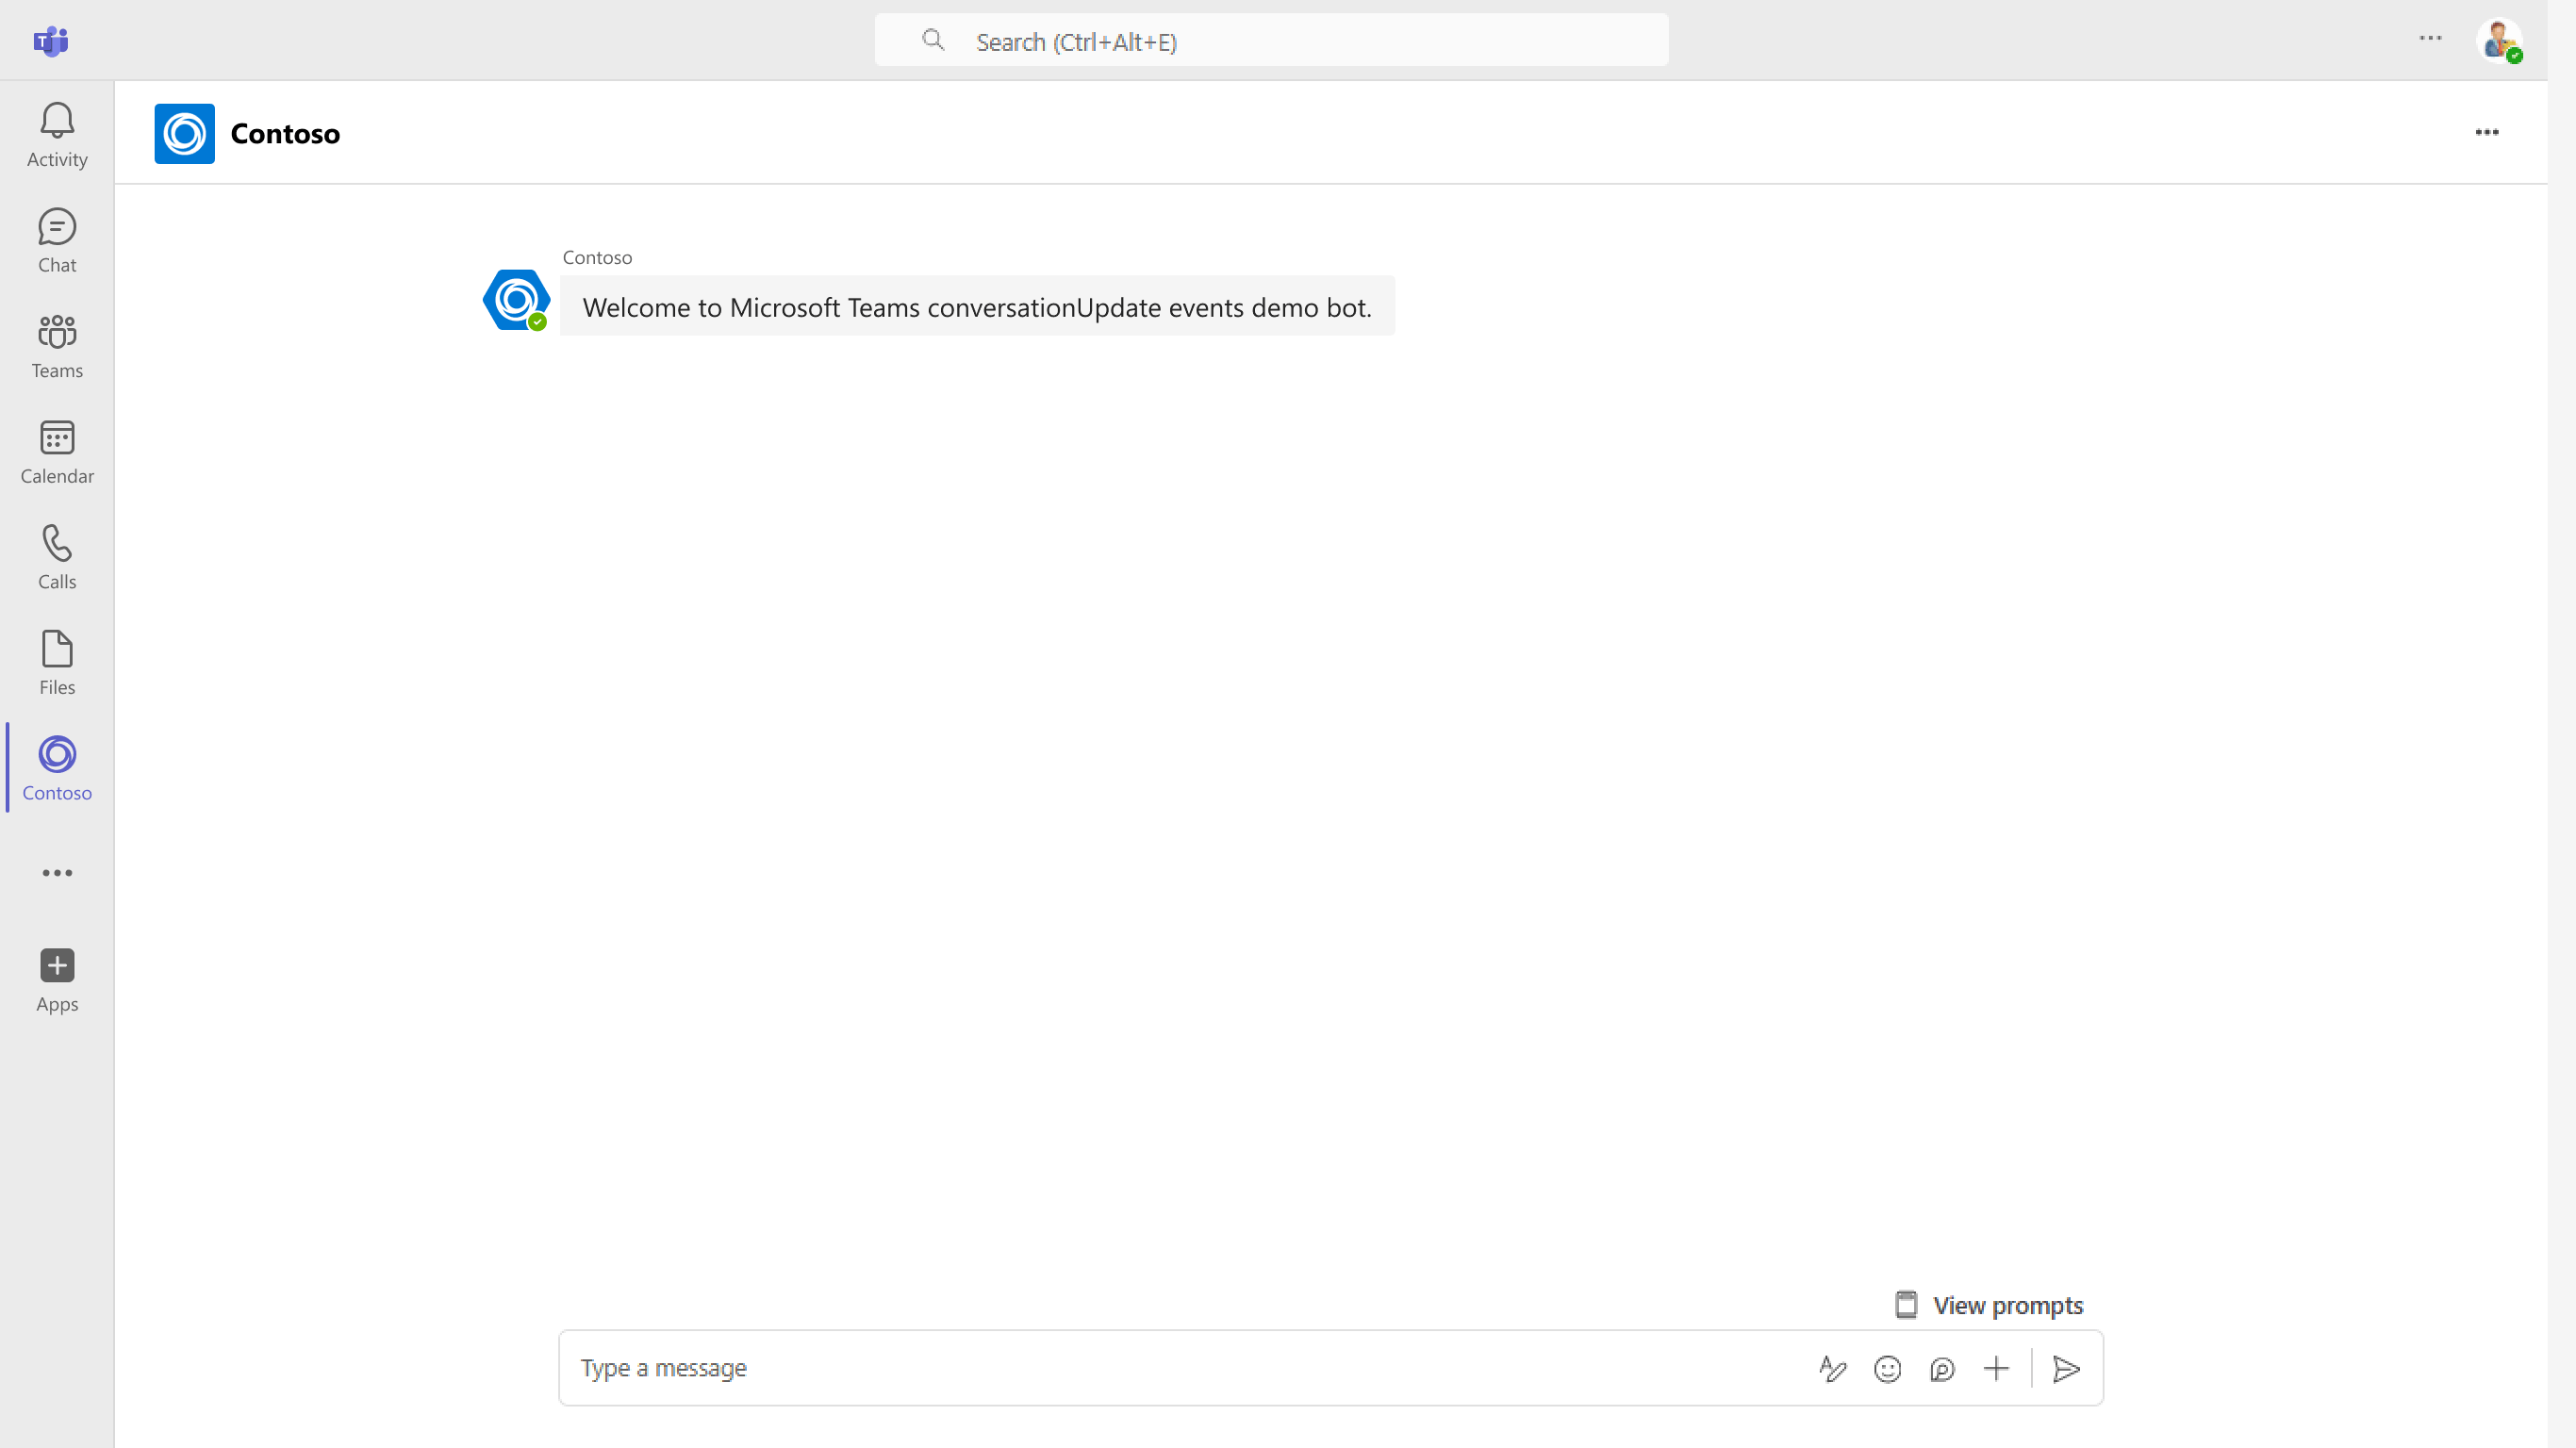 Search (Ctrl+Alt+E)
Activity
Chat
Teams
Calendar
Calls
Files
Contoso
Apps
Contoso
Contoso
Welcome to Microsoft Teams conversationUpdate events demo bot.
View prompts
Type a message